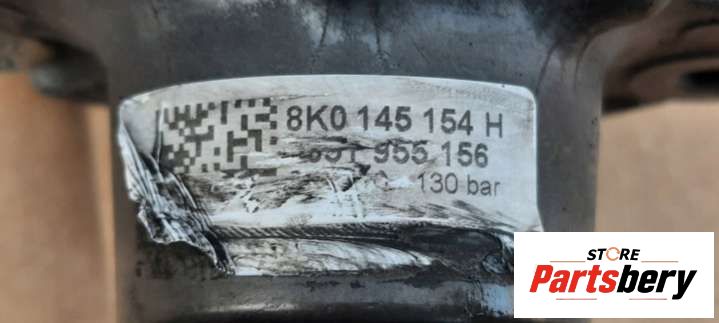 8K0 145 154 H
955 156
130 bar
STORE
Partsbery